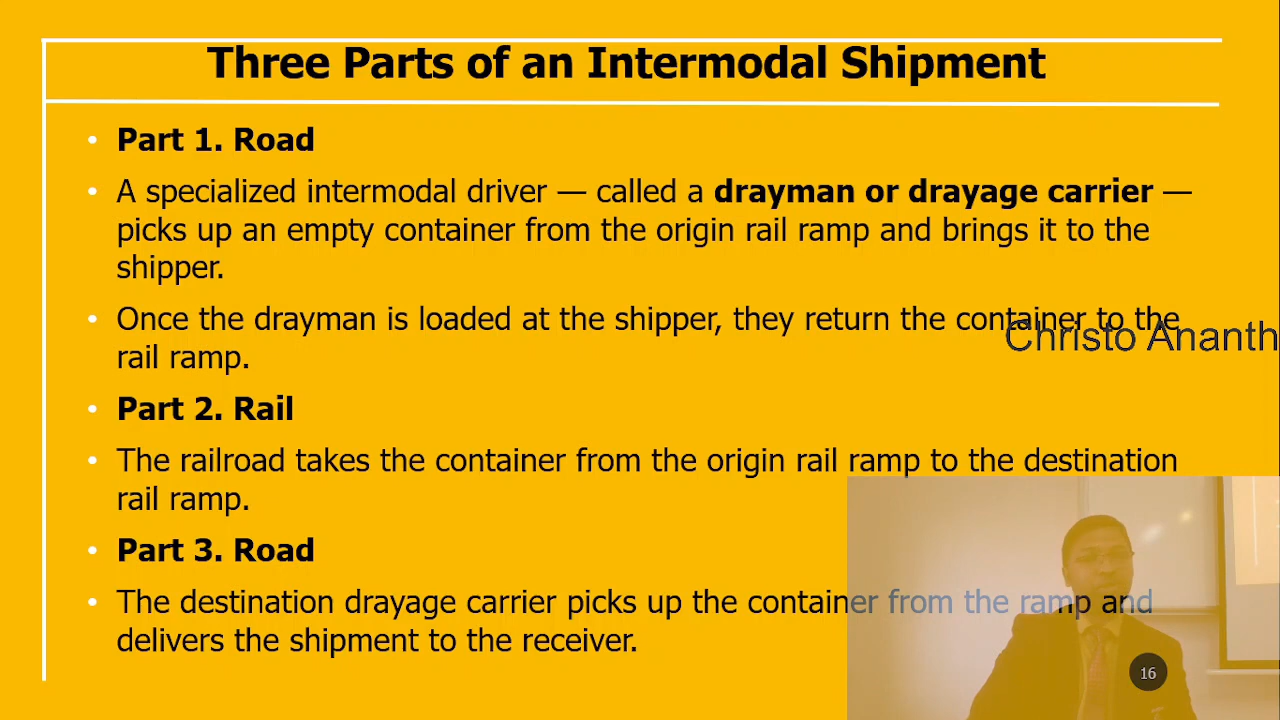 Three Parts of an Intermodal Shipment
• Part 1. Road
• A specialized intermodal driver — called a drayman or drayage carrier —
picks up an empty container from the origin rail ramp and brings it to the
shipper.
• Once the drayman is loaded at the shipper, they return the container to the
rail ramp.
Christo Ananth
• Part 2. Rail
• The railroad takes the container from the origin rail ramp to the destination
rail ramp.
• Part 3. Road
• The destination drayage carrier picks up the container from the ramp and
delivers the shipment to the receiver.
16